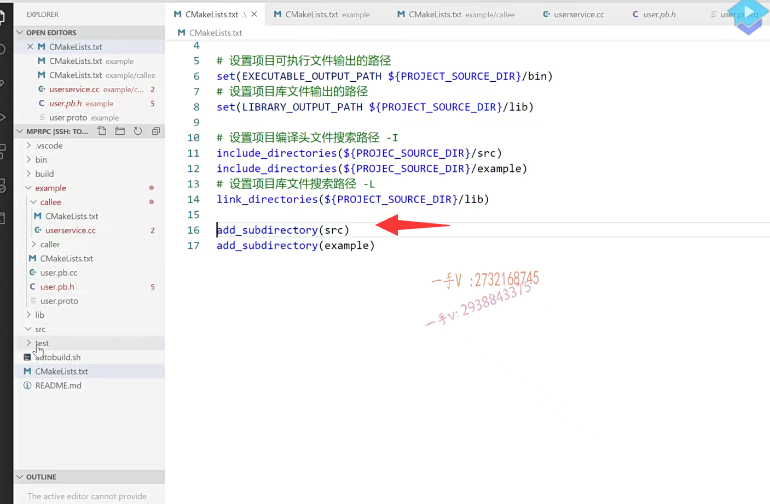 EXPLORER
OPEN EDITORS
CMakeLists.txt
CMakeLists.txt example
CMakeLists.txt example/callee
userservice.cc example/c... 2
user.pb.h example 5
user.proto example
MPRPC [SSH: TO...
.vscode
bin
build
example
callee
CMakeLists.txt
userservice.cc 2
caller
CMakeLists.txt
user.pb.cc
user.pb.h 5
user.proto
lib
src
test
autobuild.sh
CMakeLists.txt
README.md
OUTLINE
The active editor cannot provide
CMakeLists.txt .\
CMakeLists.txt example
CMakeLists.txt example/callee
userservice.cc
user.pb.h
user.proto
CMakeLists.txt
4
5 # 设置项目可执行文件输出的路径
6 set(EXECUTABLE_OUTPUT_PATH ${PROJECT_SOURCE_DIR}/bin)
7 # 设置项目库文件输出的路径
8 set(LIBRARY_OUTPUT_PATH ${PROJECT_SOURCE_DIR}/lib)
9
10 # 设置项目编译头文件搜索路径 -I
11 include_directories(${PROJEC_SOURCE_DIR}/src)
12 include_directories(${PROJEC_SOURCE_DIR}/example)
13 # 设置项目库文件搜索路径 -L
14 link_directories(${PROJECT_SOURCE_DIR}/lib)
15
16 add_subdirectory(src)
17 add_subdirectory(example)
一手V :2732168745
一手v: 2938843375